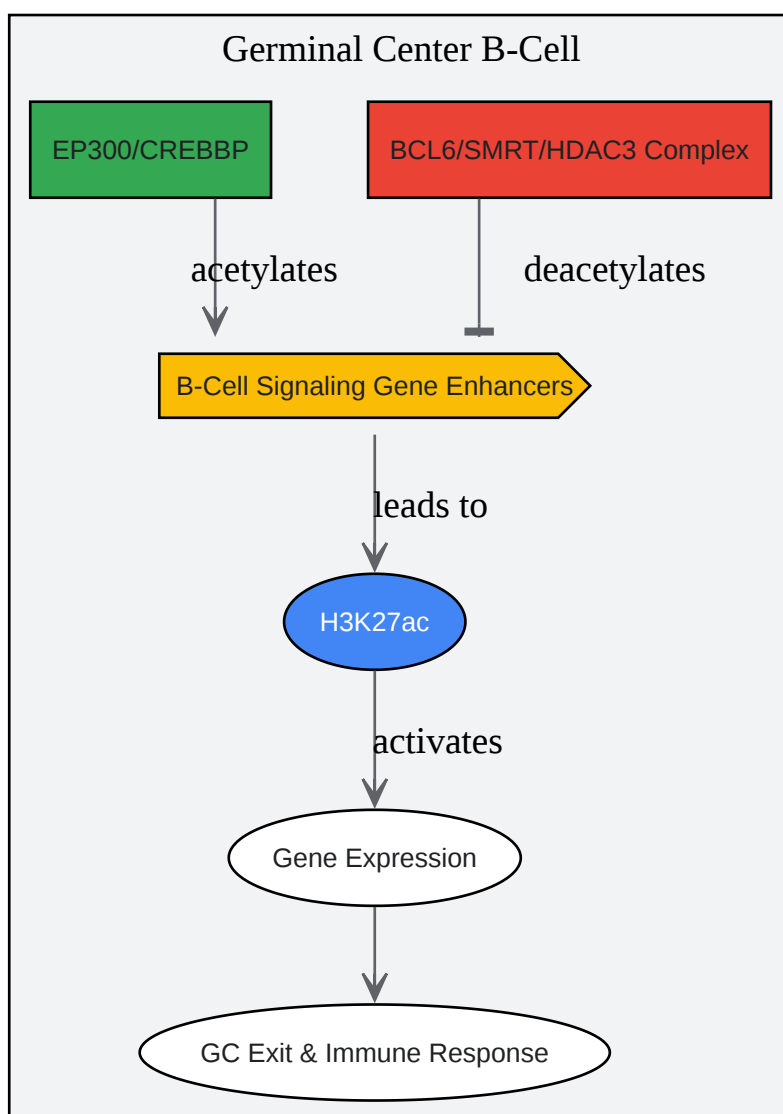 Germinal Center B-Cell
EP300/CREBBP
BCL6/SMRT/HDAC3 Complex
acetylates
deacetylates
B-Cell Signaling Gene Enhancers
leads to
H3K27ac
activates
Gene Expression
GC Exit & Immune Response